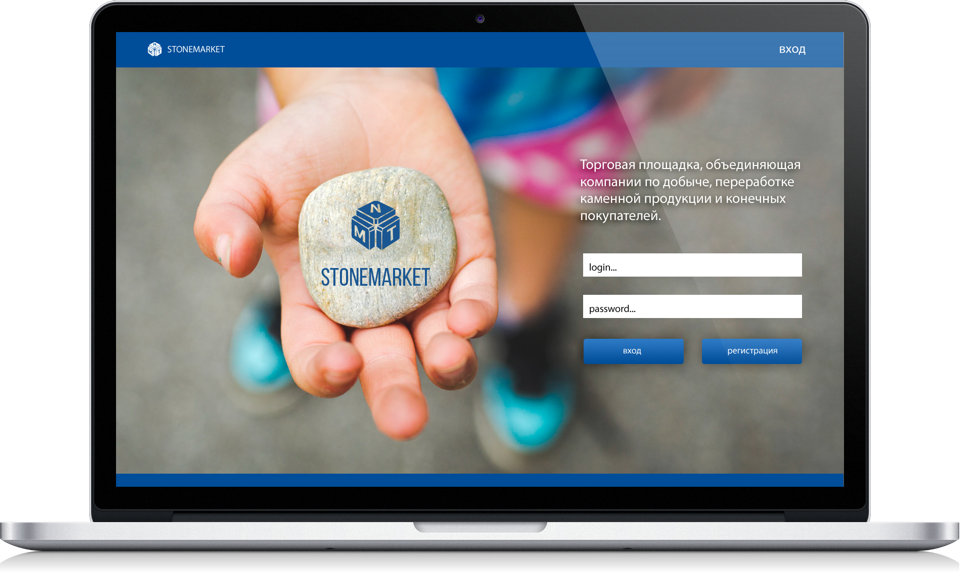 STONEMARKET
вход
Торговая площадка, объединяющая
компании по добыче, переработке
каменной продукции и конечных
покупателей.
N
M T
STONEMARKET
login...
password...
вход
регистрация